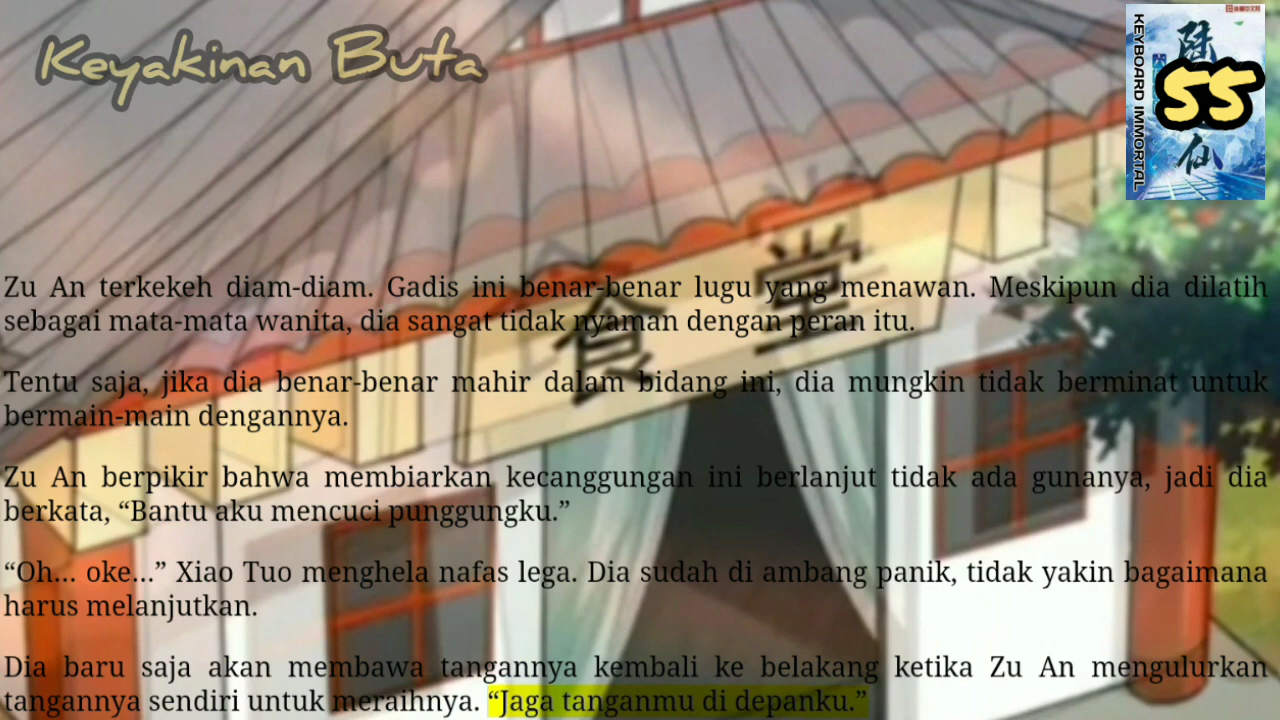 Keyakinan Buta
KEYBOARD IMMORTAL
陆
仙
55
食堂
Zu An terkekeh diam-diam. Gadis ini benar-benar lugu yang menawan. Meskipun dia dilatih
sebagai mata-mata wanita, dia sangat tidak nyaman dengan peran itu.
Tentu saja, jika dia benar-benar mahir dalam bidang ini, dia mungkin tidak berminat untuk
bermain-main dengannya.
Zu An berpikir bahwa membiarkan kecanggungan ini berlanjut tidak ada gunanya, jadi dia
berkata, “Bantu aku mencuci punggungku.”
“Oh… oke…” Xiao Tuo menghela nafas lega. Dia sudah di ambang panik, tidak yakin bagaimana
harus melanjutkan.
Dia baru saja akan membawa tangannya kembali ke belakang ketika Zu An mengulurkan
tangannya sendiri untuk meraihnya. “Jaga tanganmu di depanku.”